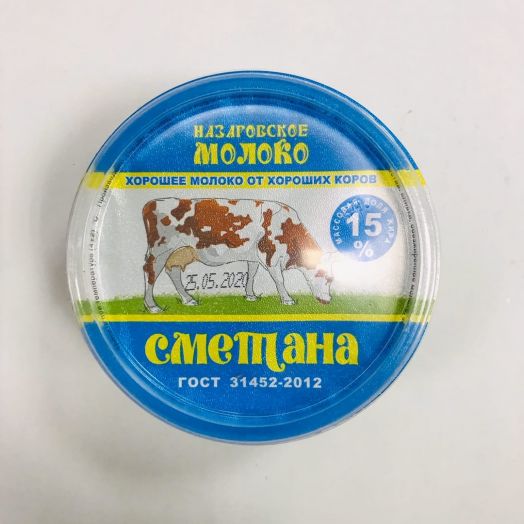 НАЗАРОВСКОЕ
МОЛОКО
ХОРОШЕЕ МОЛОКО ОТ ХОРОШИХ КОРОВ
МАССОВАЯ ДОЛЯ ЖИРА
15
%
25.05.2020
сметана
ГОСТ 31452-2012